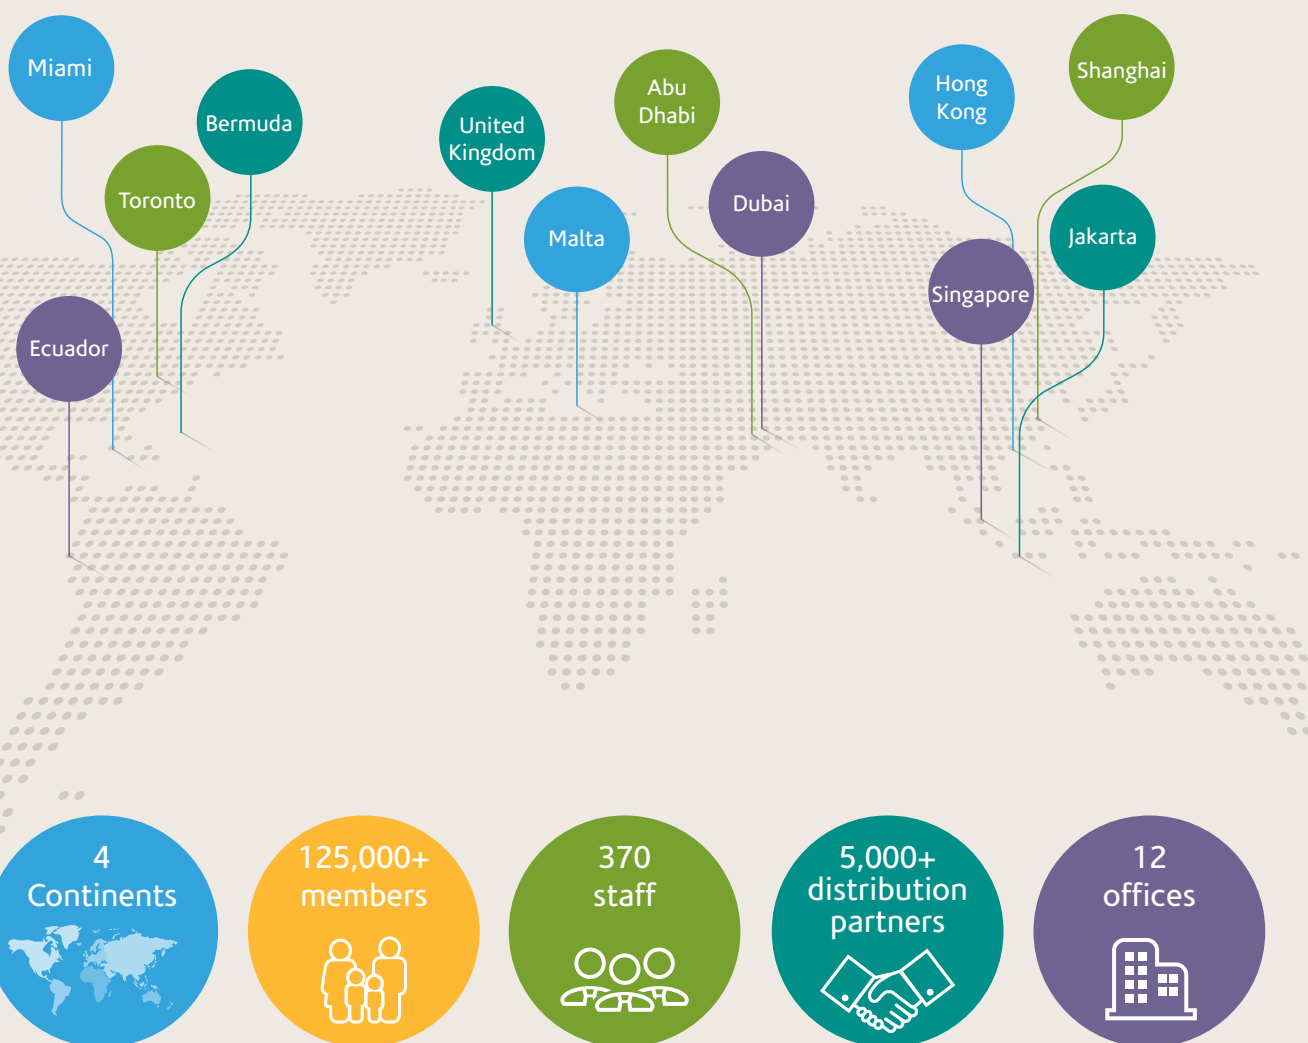 Miami
Bermuda
Toronto
Ecuador
United
Kingdom
Malta
Abu
Dhabi
Dubai
Hong
Kong
Shanghai
Jakarta
Singapore
4
Continents
125,000+
members
370
staff
5,000+
distribution
partners
12
offices